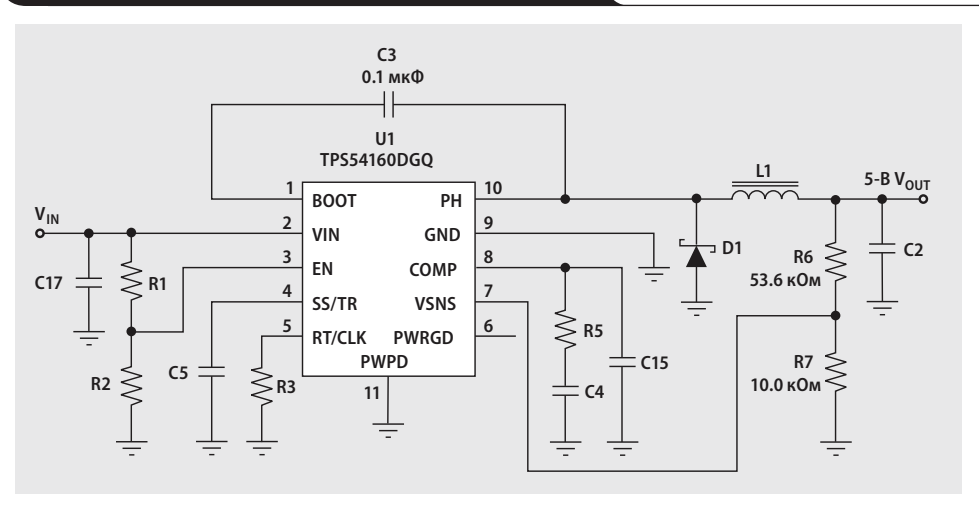 C3
0.1 мкФ
U1
TPS54160DGQ
1
BOOT
PH
10
L1
5-В V_OUT
V_IN
2
VIN
GND
9
3
EN
COMP
8
D1
R6
53.6 кОм
C2
C17
R1
4
SS/TR
VSNS
7
5
RT/CLK
PWRGD
6
PWPD
R5
C15
R2
C5
R3
11
C4
R7
10.0 кОм